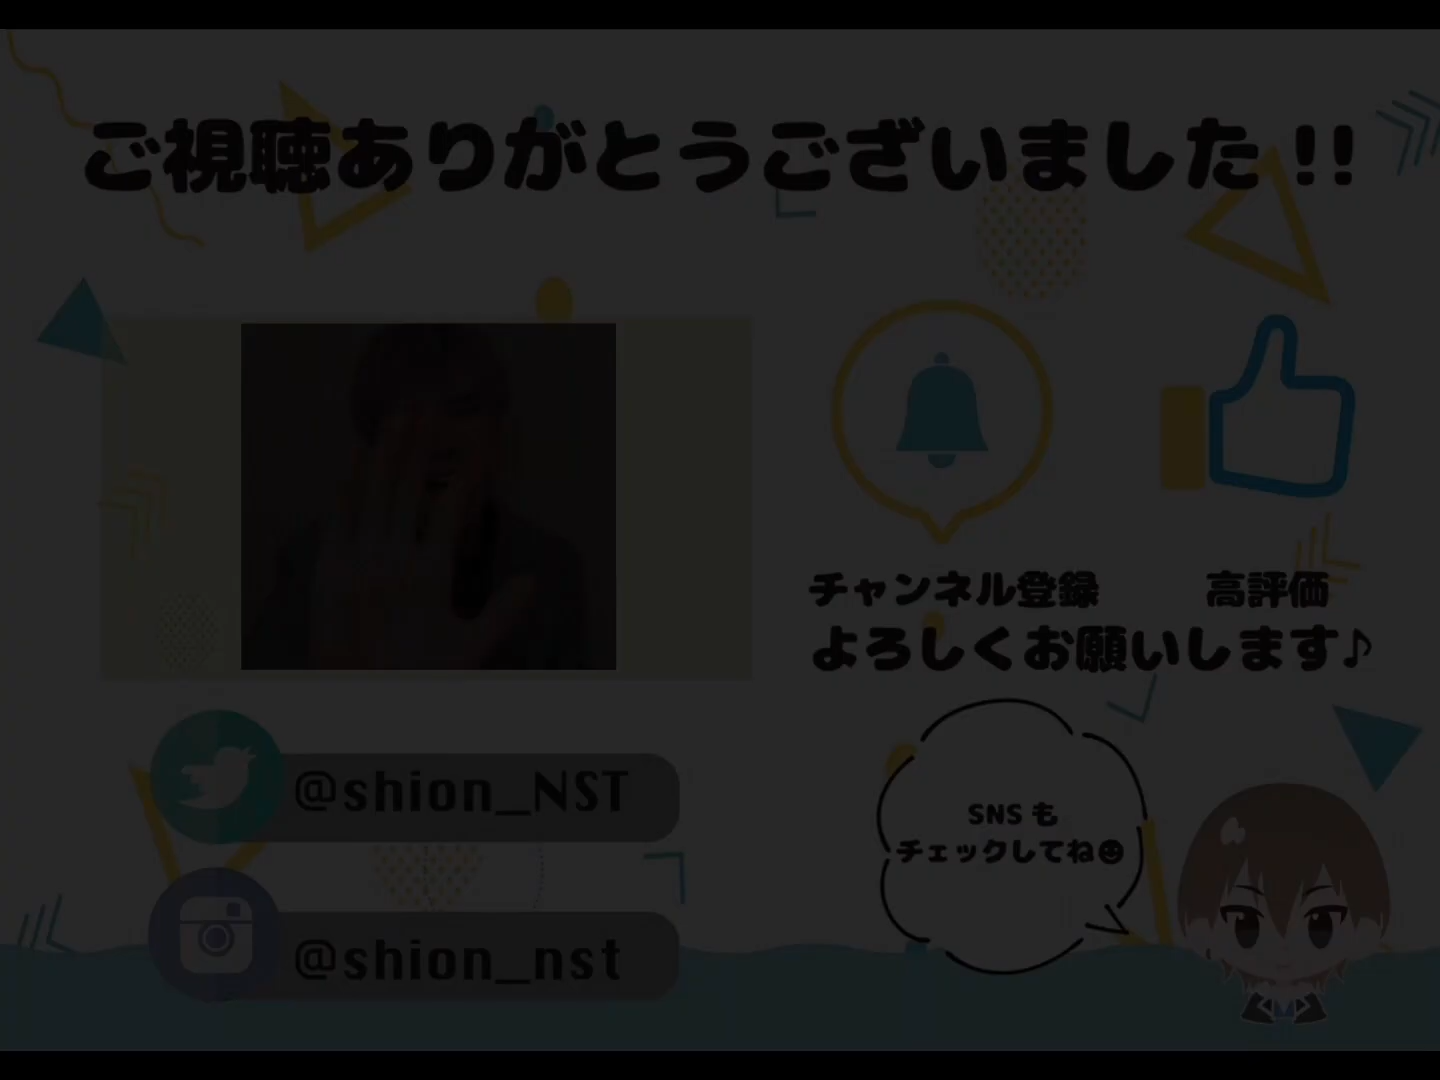 ご視聴ありがとうございました!!
チャンネル登録
高評価
よろしくお願いします♪
@shion_NST
@shion_nst
SNSも
チェックしてね☻